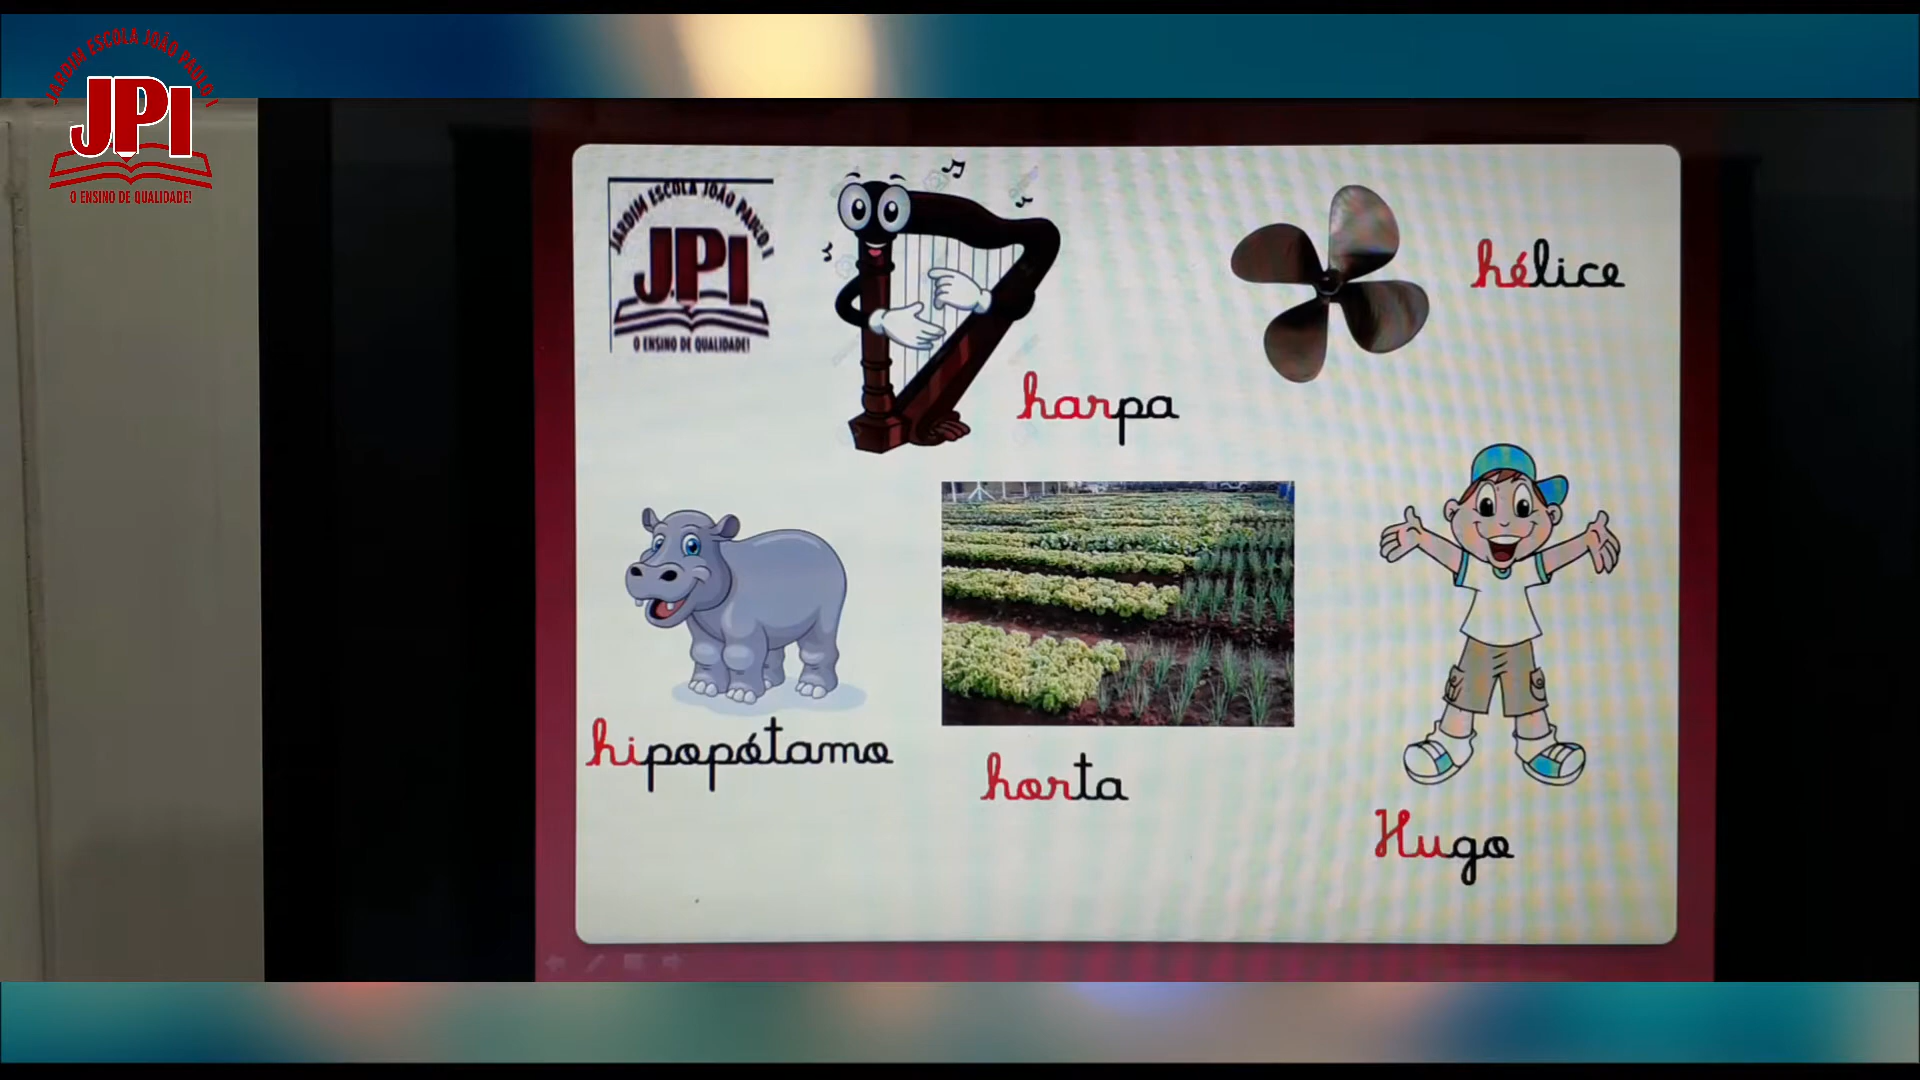 JARDIM ESCOLA JOÃO PAULO I
JPI
O ENSINO DE QUALIDADE!
JARDIM ESCOLA JOÃO PAULO I
JPI
O ENSINO DE QUALIDADE!
hélice
harpa
hipopótamo
horta
Hugo